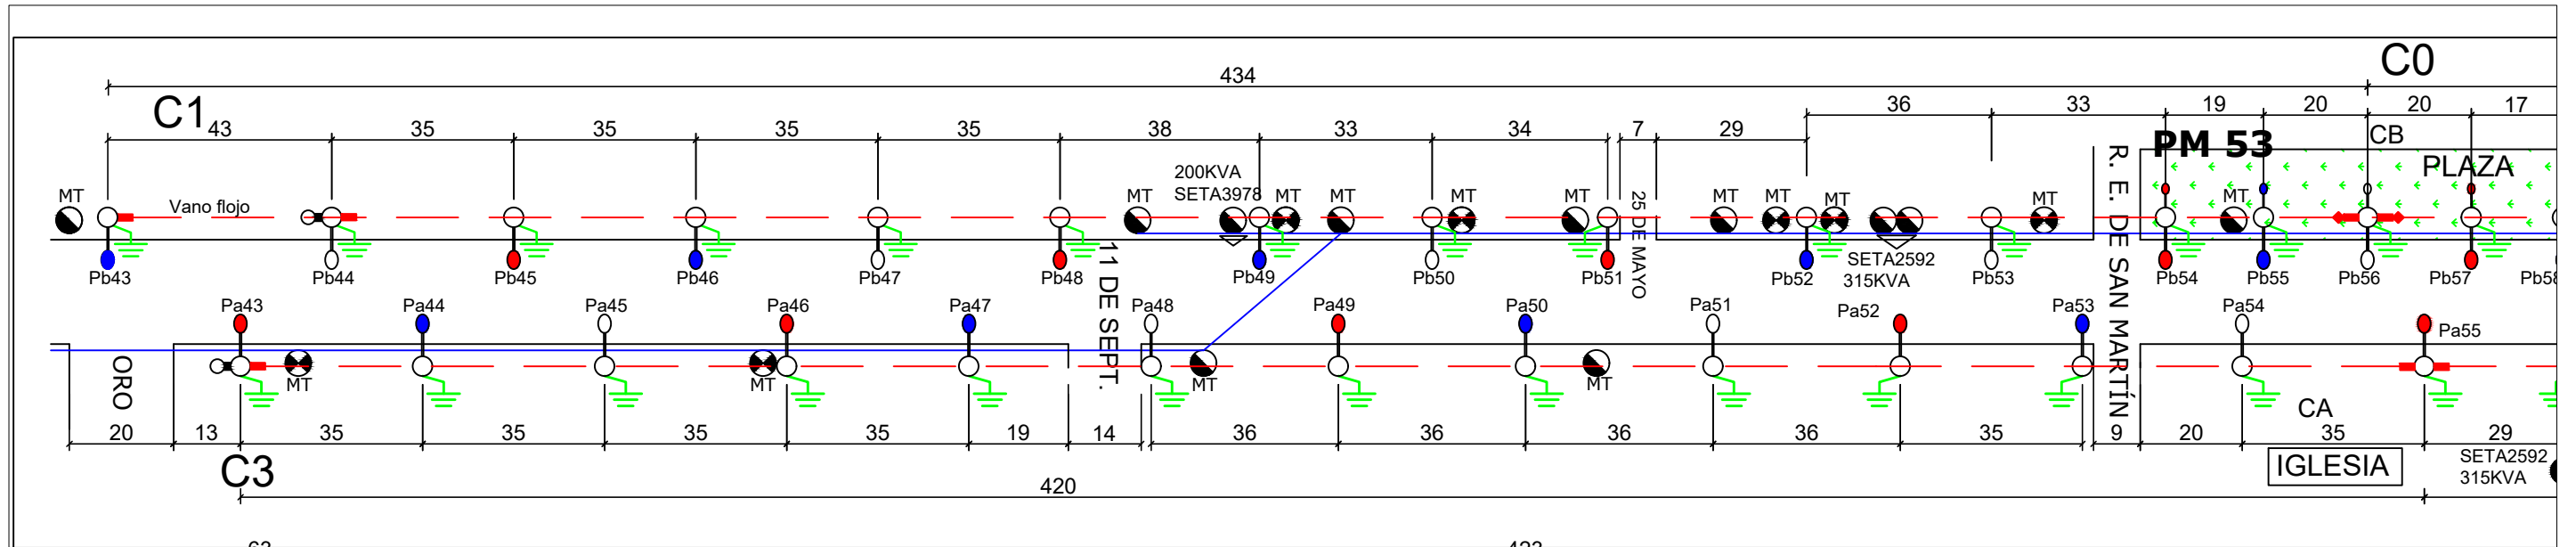 C0
434
C1
36 33 19 20 20 17
43 35 35 35 35 38 33 34 7 29
CB
PM 53
PLAZA
200KVA
SETA3978
MT MT MT MT MT MT MT MT MT MT MT
Vano flojo
25 DE MAYO
R. E. DE SAN MARTÍN
11 DE SEPT.
SETA2592
315KVA
Pb43 Pb44 Pb45 Pb46 Pb47 Pb48 Pb49 Pb50 Pb51 Pb52 Pb53 Pb54 Pb55 Pb56 Pb57
Pa43 Pa44 Pa45 Pa46 Pa47 Pa48 Pa49 Pa50 Pa51 Pa52 Pa53 Pa54 Pa55
ORO
MT MT MT MT
CA
20 13 35 35 35 35 19 14 36 36 36 36 35 9 20 35 29
C3
IGLESIA
SETA2592
315KVA
420